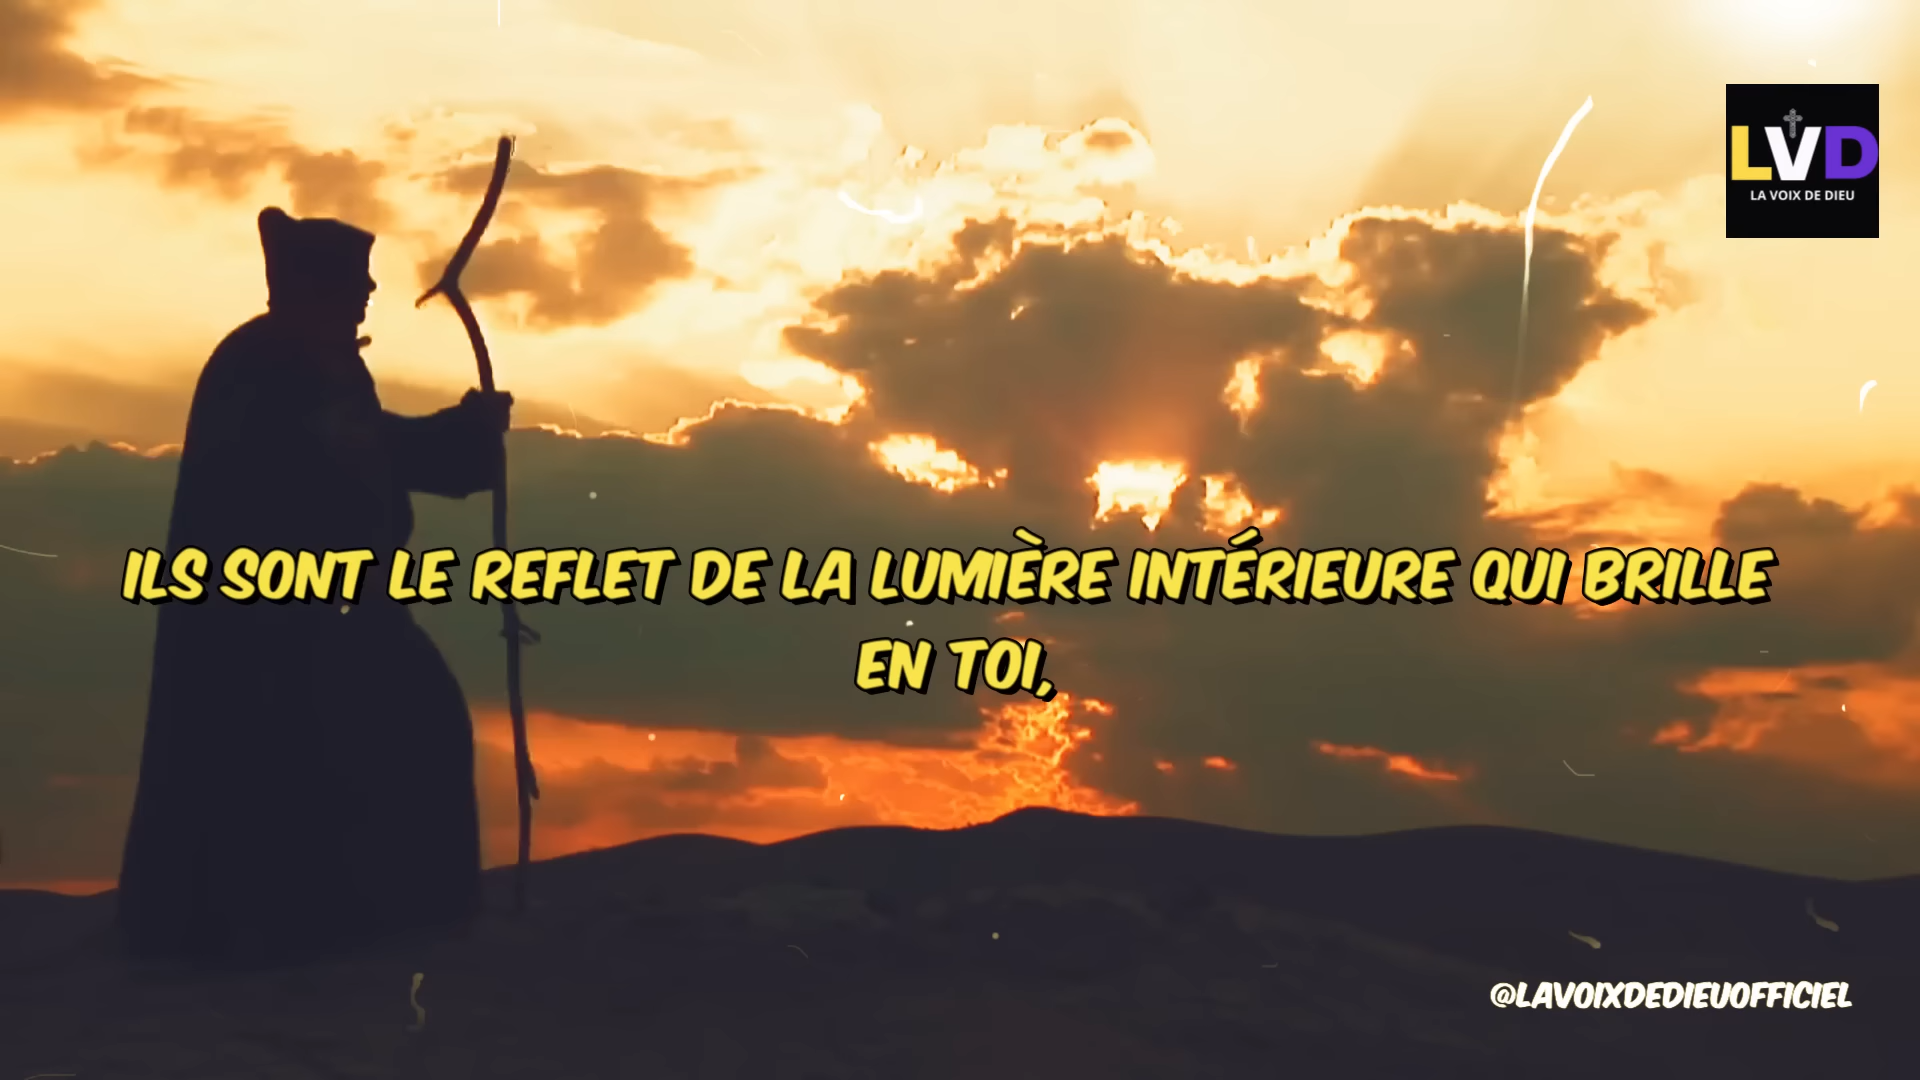 LVD
LA VOIX DE DIEU
ILS SONT LE REFLET DE LA LUMIÈRE INTÉRIEURE QUI BRILLE
EN TOI,
@LAVOIXDEDIEUOFFICIEL